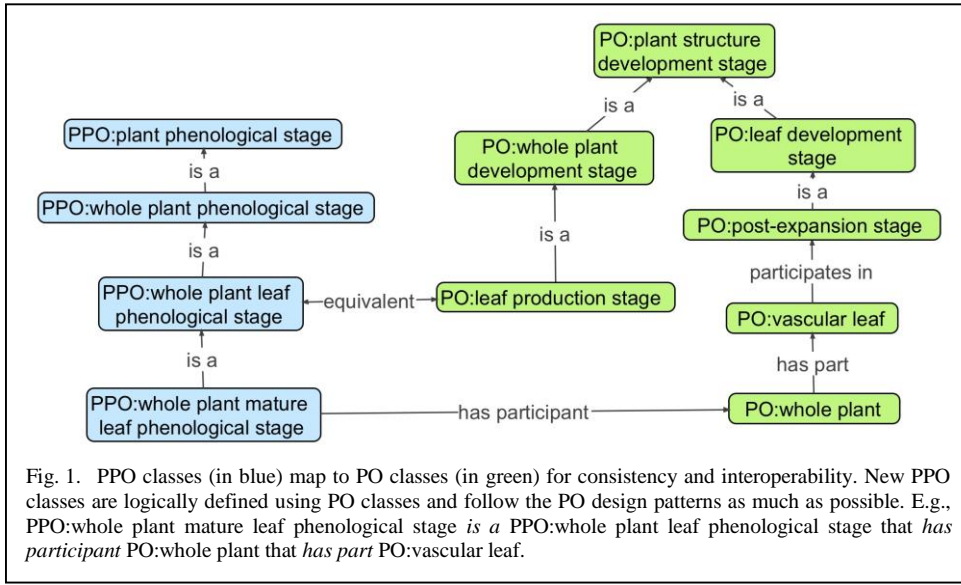 PO:plant structure
development stage
is a
is a
PPO:plant phenological stage
PO:whole plant
development stage
PO:leaf development
stage
is a
is a
PPO:whole plant phenological stage
PO:post-expansion stage
is a
is a
participates in
PPO:whole plant leaf
phenological stage
equivalent
PO:leaf production stage
PO:vascular leaf
is a
has part
PPO:whole plant mature
leaf phenological stage
has participant
PO:whole plant
Fig. 1. PPO classes (in blue) map to PO classes (in green) for consistency and interoperability. New PPO
classes are logically defined using PO classes and follow the PO design patterns as much as possible. E.g.,
PPO:whole plant mature leaf phenological stage is a PPO:whole plant leaf phenological stage that has
participant PO:whole plant that has part PO:vascular leaf.